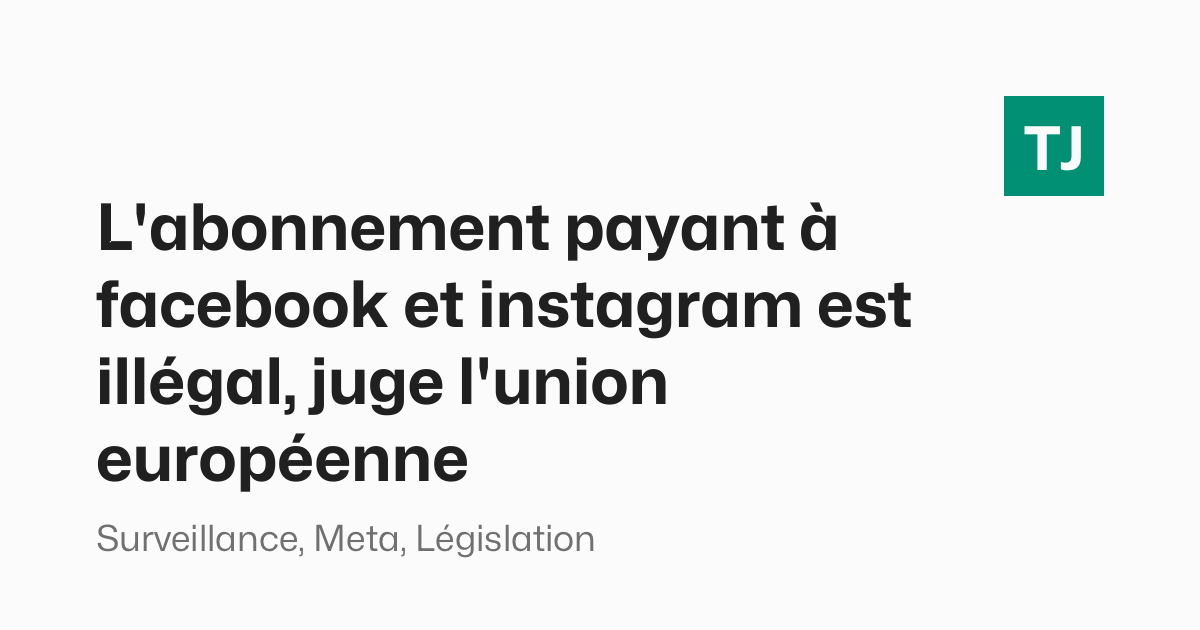 TJ
L'abonnement payant à
facebook et instagram est
illégal, juge l'union
européenne
Surveillance, Meta, Législation